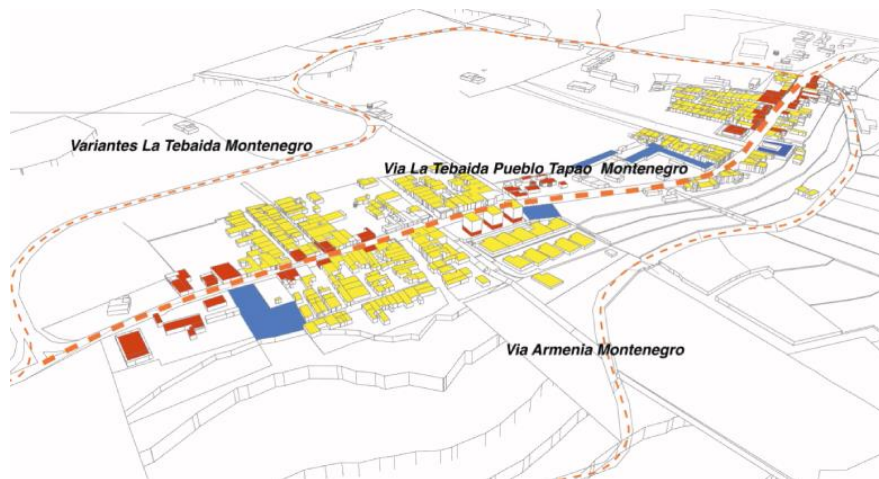 Variantes La Tebaida Montenegro
Via La Tebaida Pueblo Tapao  Montenegro
Via Armenia Montenegro